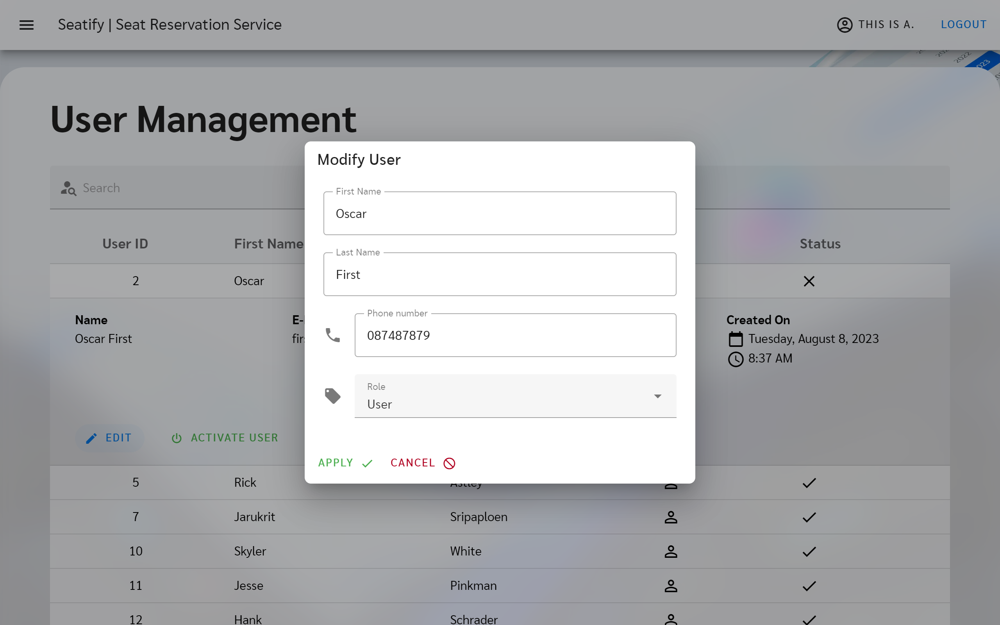 Seatify | Seat Reservation Service
THIS IS A.
LOGOUT
2022
User Management
Search
User ID
First Name
Status
2
Oscar
Name
Oscar First
Created On
Tuesday, August 8, 2023
8:37 AM
EDIT
ACTIVATE USER
Modify User
First Name
Oscar
Last Name
First
Phone number
087487879
Role
User
APPLY
CANCEL
5 Rick Astley
7 Jarukrit Sripaploen
10 Skyler White
11 Jesse Pinkman
12 Hank Schrader